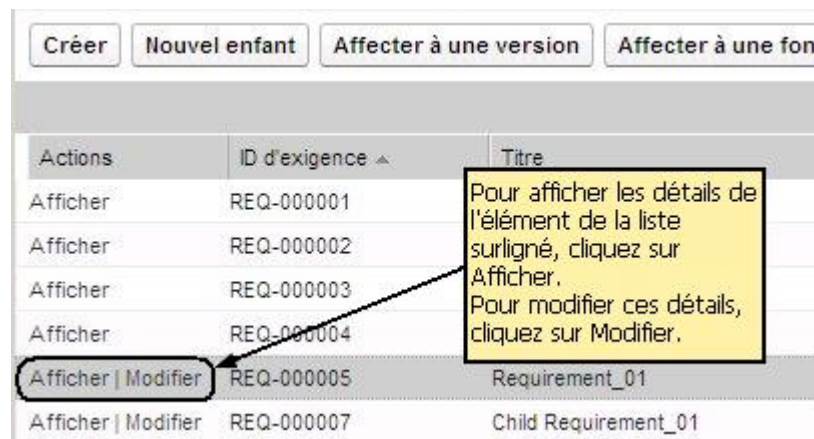 Créer Nouvel enfant Affecter à une version Affecter à une fon
Actions ID d'exigence Titre
Afficher REQ-000001
Afficher REQ-000002
Afficher REQ-000003
Afficher REQ-000004
Pour afficher les détails de
l'élément de la liste
surligné, cliquez sur
Afficher.
Pour modifier ces détails,
cliquez sur Modifier.
Afficher | Modifier REQ-000005 Requirement_01
Afficher | Modifier REQ-000007 Child Requirement_01